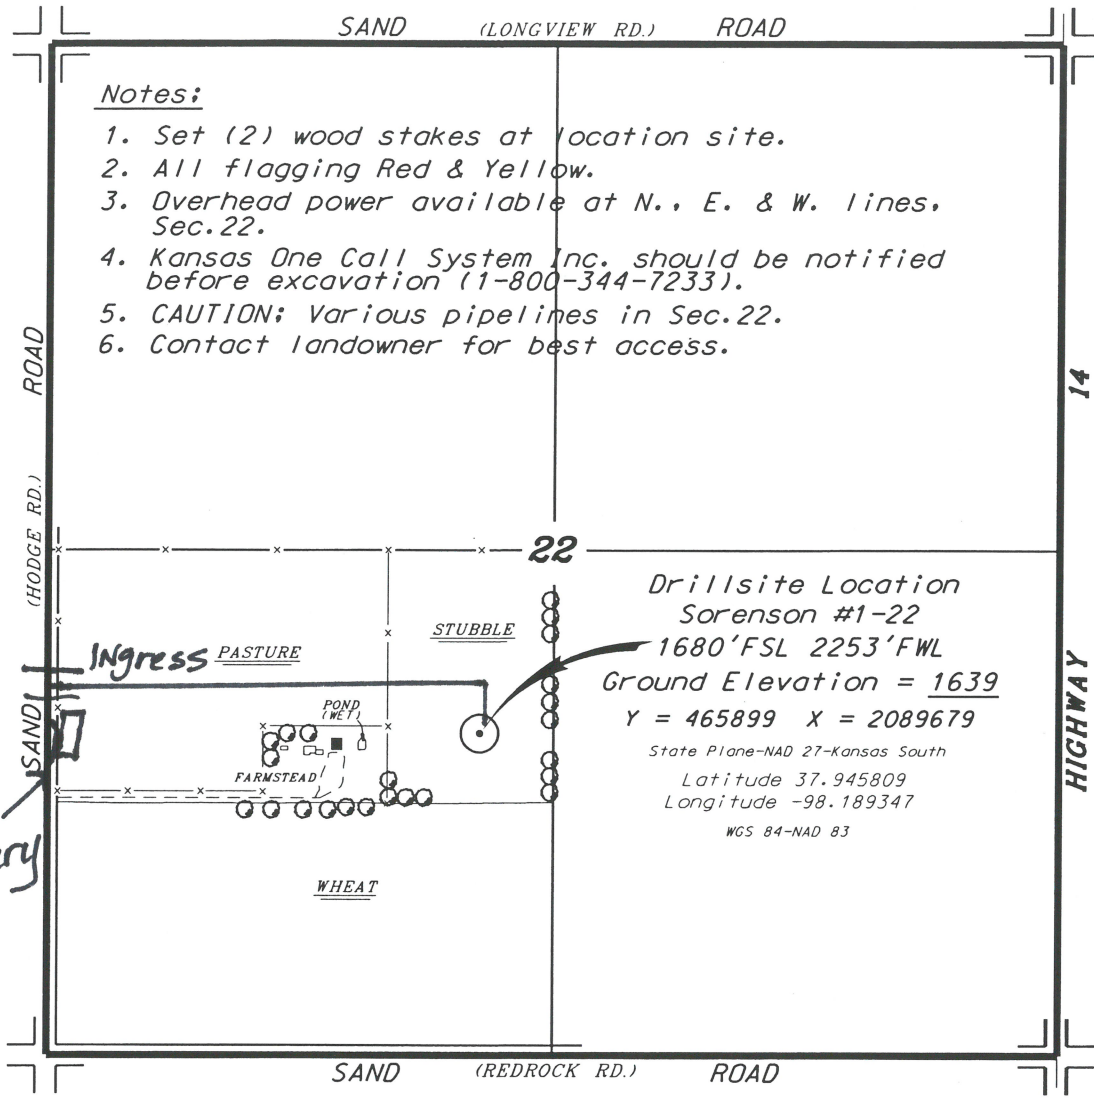 SAND (LONGVIEW RD.) ROAD
Notes:
1. Set (2) wood stakes at location site.
2. All flagging Red & Yellow.
3. Overhead power available at N., E. & W. lines,
Sec.22.
4. Kansas One Call System Inc. should be notified
before excavation (1-800-344-7233).
5. CAUTION: Various pipelines in Sec.22.
6. Contact landowner for best access.
SAND (HODGE RD.) ROAD
HIGHWAY 14
22
Drillsite Location
Sorenson #1-22
1680'FSL 2253'FWL
Ground Elevation = 1639
Y = 465899 X = 2089679
State Plane-NAD 27-Kansas South
Latitude 37.945809
Longitude -98.189347
WGS 84-NAD 83
STUBBLE
Ingress PASTURE
POND
(WET)
FARMSTEAD
WHEAT
SAND (REDROCK RD.) ROAD